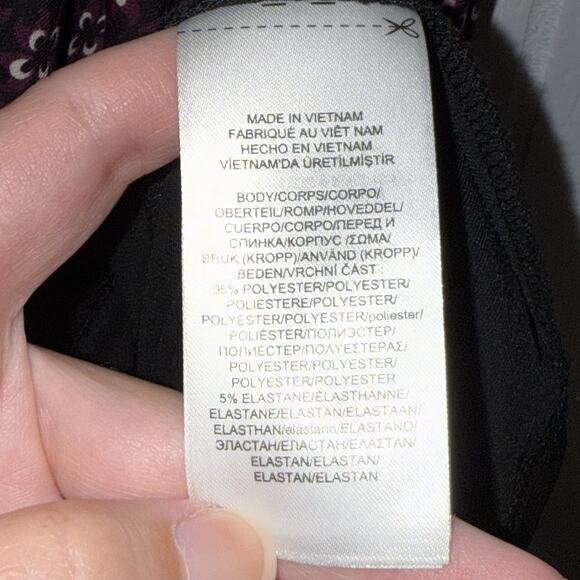 MADE IN VIETNAM
FABRIQUÉ AU VIÊT NAM
HECHO EN VIETNAM
VİETNAM'DA ÜRETİLMİŞTİR
BODY/CORPS/CORPO/
OBERTEIL/ROMP/HOVEDDEL/
CUERPO/CORPO/ПЕРЕД И
СПИНКА/КОРПУС /ΣΩΜΑ/
BRUK (KROPP)/ANVÄND (KROPP)/
BEDEN/VRCHNÍ ČÁST :
95% POLYESTER/POLYESTER/
POLIESTERE/POLYESTER/
POLYESTER/POLYESTER/poliester/
POLIÉSTER/ПОЛИЭСТЕР/
ПОЛИЕСТЕР/ΠΟΛΥΕΣΤΕΡΑΣ/
POLYESTER/POLYESTER/
POLYESTER/POLYESTER
5% ELASTANE/ÉLASTHANNE/
ELASTANE/ELASTAN/ELASTAAN/
ELASTHAN/elastano/ELASTANO/
ЭЛАСТАН/ЕЛАСТАН/ΕΛΑΣΤΑΝ/
ELASTAN/ELASTAN/
ELASTAN/ELASTAN